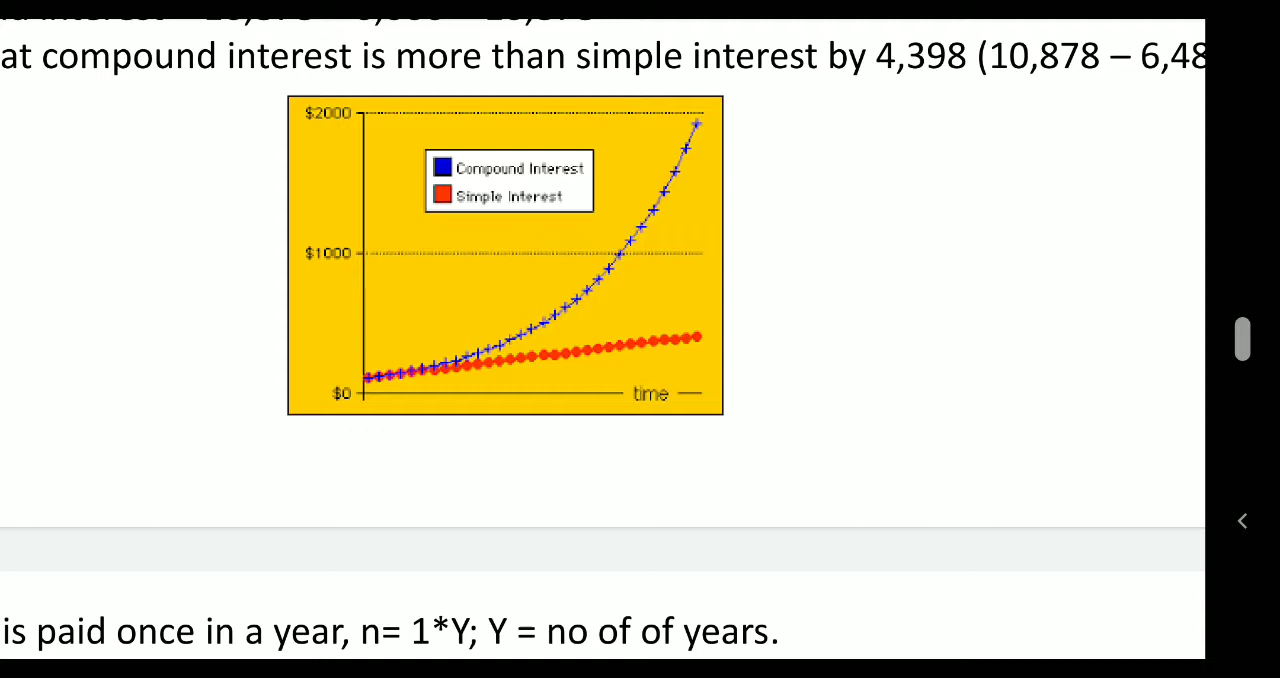 at compound interest is more than simple interest by 4,398 (10,878 – 6,48
$2000
Compound Interest
Simple Interest
$1000
$0
time
is paid once in a year, n= 1*Y; Y = no of of years.